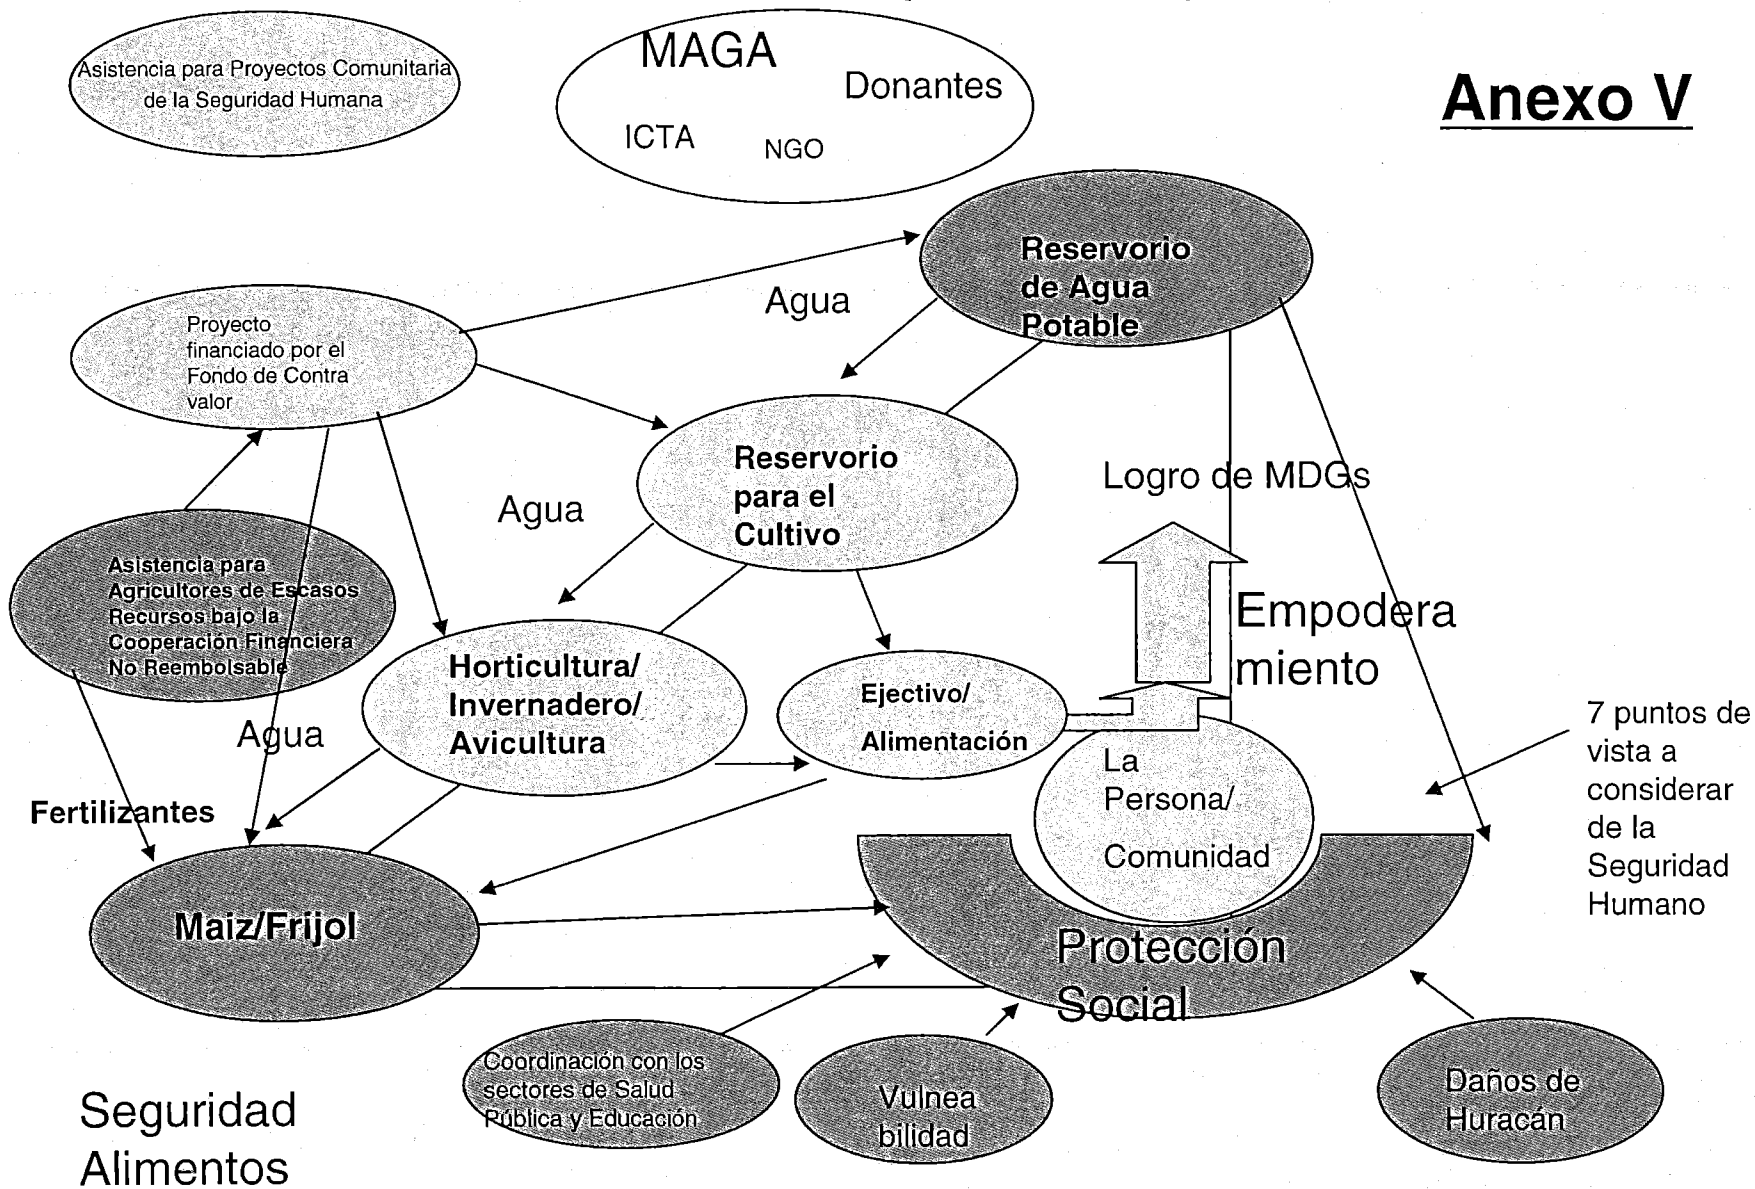 Asistencia para Proyectos Comunitaria
de la Seguridad Humana
MAGA
Donantes
ICTA
NGO
Anexo V
Reservorio
de Agua
Potable
Agua
Proyecto
financiado por el
Fondo de Contra
valor
Reservorio
para el
Cultivo
Logro de MDGs
Agua
Asistencia para
Agricultores de Escasos
Recursos bajo la
Cooperación Financiera
No Reembolsable
Empodera
miento
Horticultura/
Invernadero/
Avicultura
Ejectivo/
Alimentación
Agua
7 puntos de
vista a
considerar
de la
Seguridad
Humano
La
Persona/
Comunidad
Fertilizantes
Maiz/Frijol
Protección
Social
Coordinación con los
sectores de Salud
Pública y Educación
Vulnea
bilidad
Daños de
Huracán
Seguridad
Alimentos